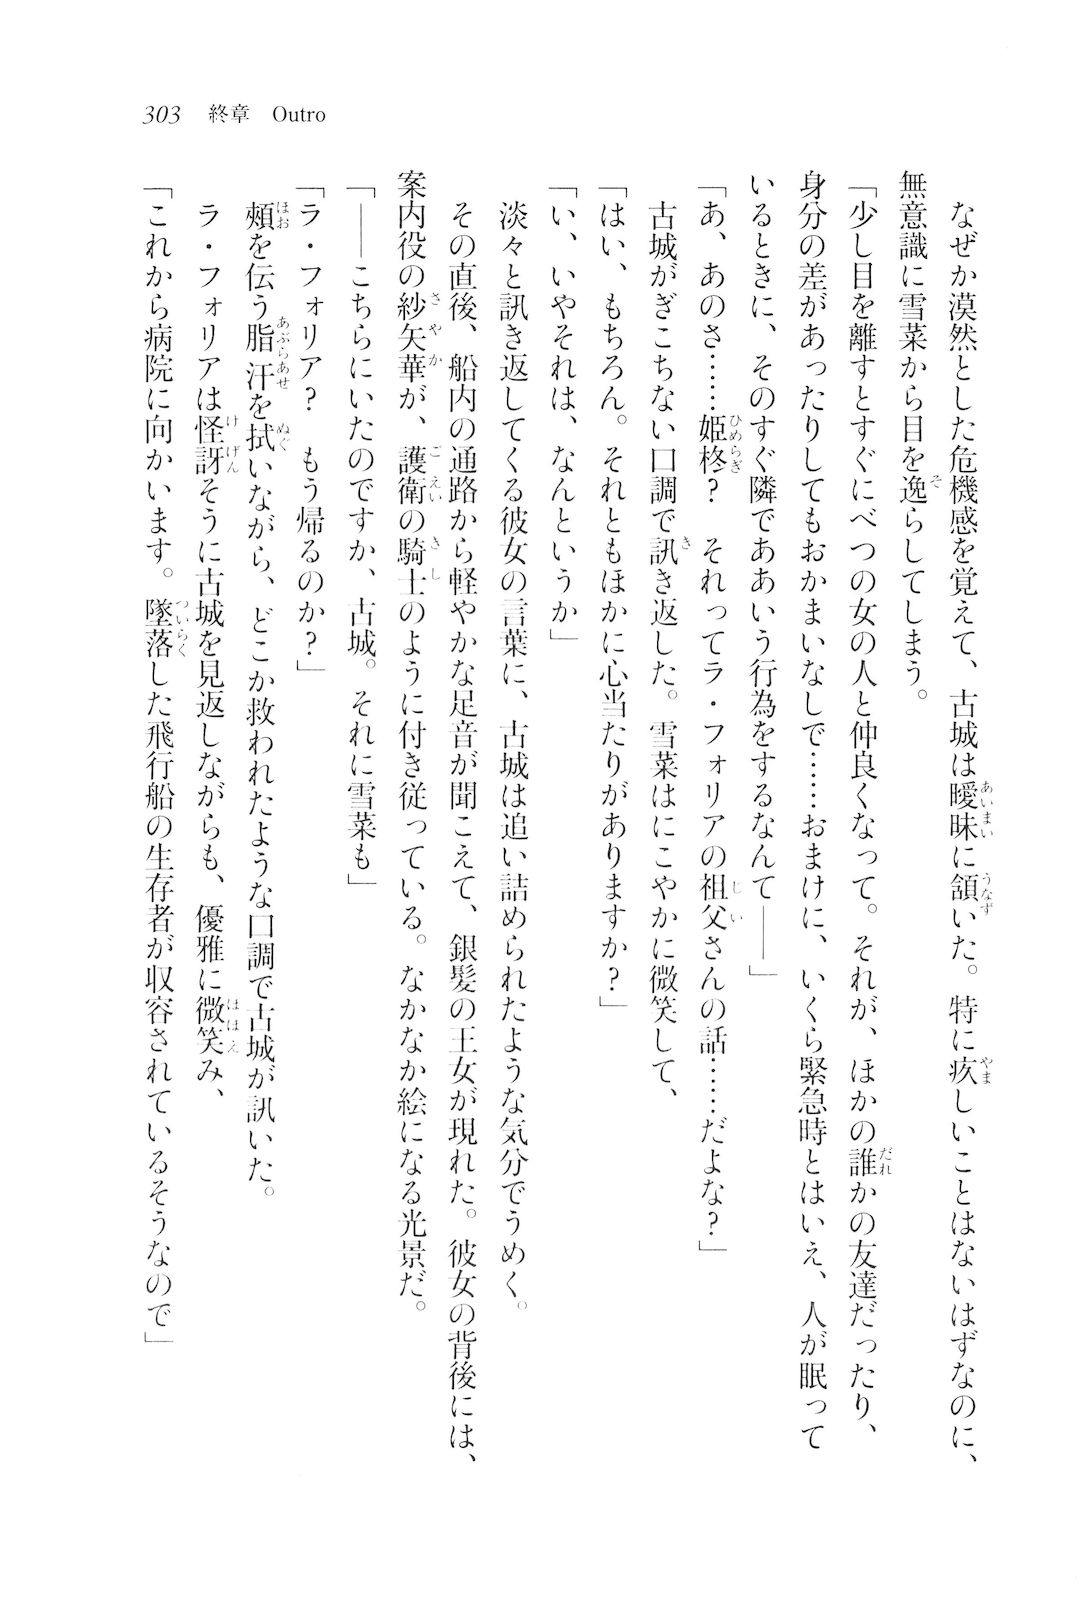 303　終章　Outro
　なぜか漠然とした危機感を覚えて、古城は曖昧に頷いた。特に疚しいことはないはずなのに、
無意識に雪菜から目を逸らしてしまう。
「少し目を離すとすぐにべつの女の人と仲良くなって。それが、ほかの誰かの友達だったり、
身分の差があったりしてもおかまいなしで……おまけに、いくら緊急時とはいえ、人が眠って
いるときに、そのすぐ隣でああいう行為をするなんて――」
「あ、あのさ……姫柊？　それってラ・フォリアの祖父さんの話……だよな？」
　古城がぎこちない口調で訊き返した。雪菜はにこやかに微笑して、
「はい、もちろん。それともほかに心当たりがありますか？」
「い、いやそれは、なんというか」
　淡々と訊き返してくる彼女の言葉に、古城は追い詰められたような気分でうめく。
　その直後、船内の通路から軽やかな足音が聞こえて、銀髪の王女が現れた。彼女の背後には、
案内役の紗矢華が、護衛の騎士のように付き従っている。なかなか絵になる光景だ。
「――こちらにいたのですか、古城。それに雪菜も」
「ラ・フォリア？　もう帰るのか？」
　頰を伝う脂汗を拭いながら、どこか救われたような口調で古城が訊いた。
　ラ・フォリアは怪訝そうに古城を見返しながらも、優雅に微笑み、
「これから病院に向かいます。墜落した飛行船の生存者が収容されているそうなので」